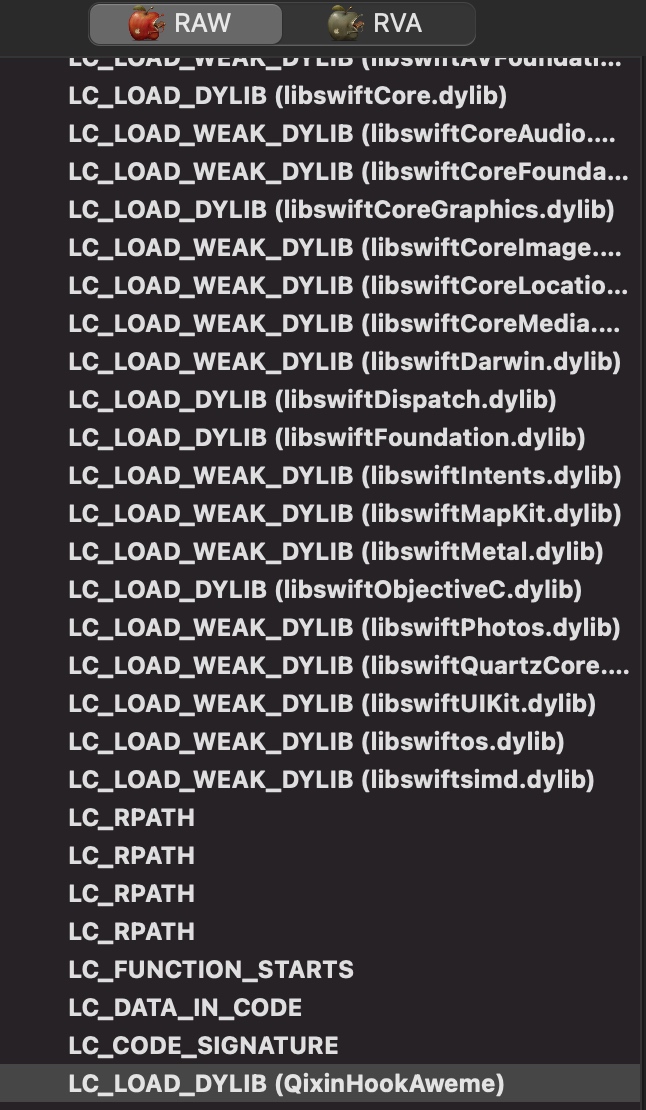 RAW
RVA
LC_LOAD_WEAK_DYLIB (libswiftAVFoundati...
LC_LOAD_DYLIB (libswiftCore.dylib)
LC_LOAD_WEAK_DYLIB (libswiftCoreAudio....
LC_LOAD_WEAK_DYLIB (libswiftCoreFounda...
LC_LOAD_DYLIB (libswiftCoreGraphics.dylib)
LC_LOAD_WEAK_DYLIB (libswiftCoreImage....
LC_LOAD_WEAK_DYLIB (libswiftCoreLocatio...
LC_LOAD_WEAK_DYLIB (libswiftCoreMedia....
LC_LOAD_WEAK_DYLIB (libswiftDarwin.dylib)
LC_LOAD_DYLIB (libswiftDispatch.dylib)
LC_LOAD_DYLIB (libswiftFoundation.dylib)
LC_LOAD_WEAK_DYLIB (libswiftIntents.dylib)
LC_LOAD_WEAK_DYLIB (libswiftMapKit.dylib)
LC_LOAD_WEAK_DYLIB (libswiftMetal.dylib)
LC_LOAD_DYLIB (libswiftObjectiveC.dylib)
LC_LOAD_WEAK_DYLIB (libswiftPhotos.dylib)
LC_LOAD_WEAK_DYLIB (libswiftQuartzCore....
LC_LOAD_WEAK_DYLIB (libswiftUIKit.dylib)
LC_LOAD_WEAK_DYLIB (libswiftos.dylib)
LC_LOAD_WEAK_DYLIB (libswiftsimd.dylib)
LC_RPATH
LC_RPATH
LC_RPATH
LC_RPATH
LC_FUNCTION_STARTS
LC_DATA_IN_CODE
LC_CODE_SIGNATURE
LC_LOAD_DYLIB (QixinHookAweme)